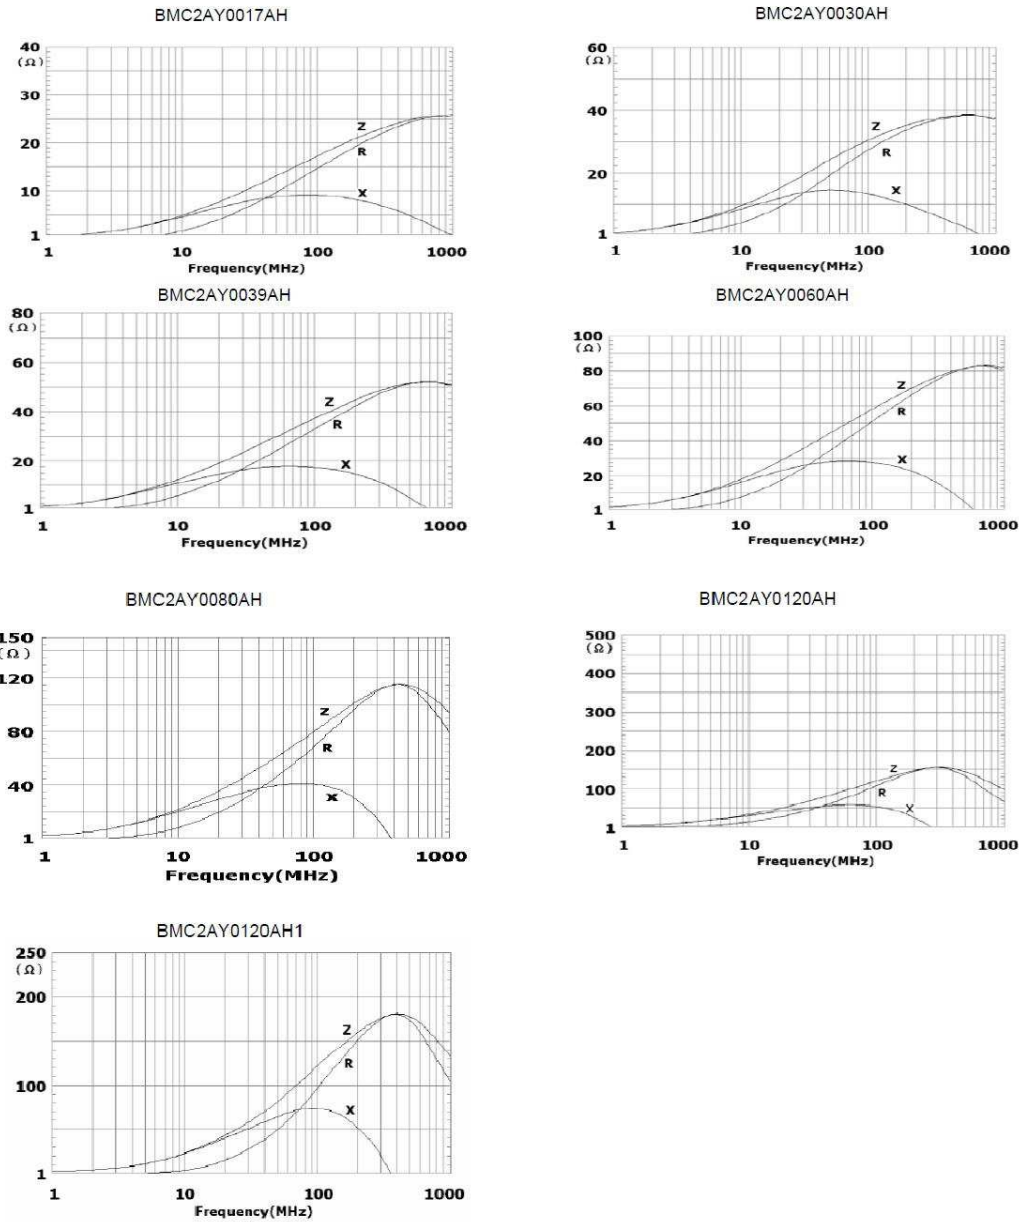 BMC2AY0017AH
40
(Ω)
30
20
10
1
Z
R
X
1 10 100 1000
Frequency(MHz)
BMC2AY0030AH
60
(Ω)
40
20
1
Z
R
X
1 10 100 1000
Frequency(MHz)
BMC2AY0039AH
80
(Ω)
60
40
20
1
Z
R
X
1 10 100 1000
Frequency(MHz)
BMC2AY0060AH
100
(Ω)
80
60
40
20
1
Z
R
X
1 10 100 1000
Frequency(MHz)
BMC2AY0080AH
150
(Ω)
120
80
40
1
Z
R
X
1 10 100 1000
Frequency(MHz)
BMC2AY0120AH
500
(Ω)
400
300
200
100
1
Z
R
X
1 10 100 1000
Frequency(MHz)
BMC2AY0120AH1
250
(Ω)
200
100
1
Z
R
X
1 10 100 1000
Frequency(MHz)